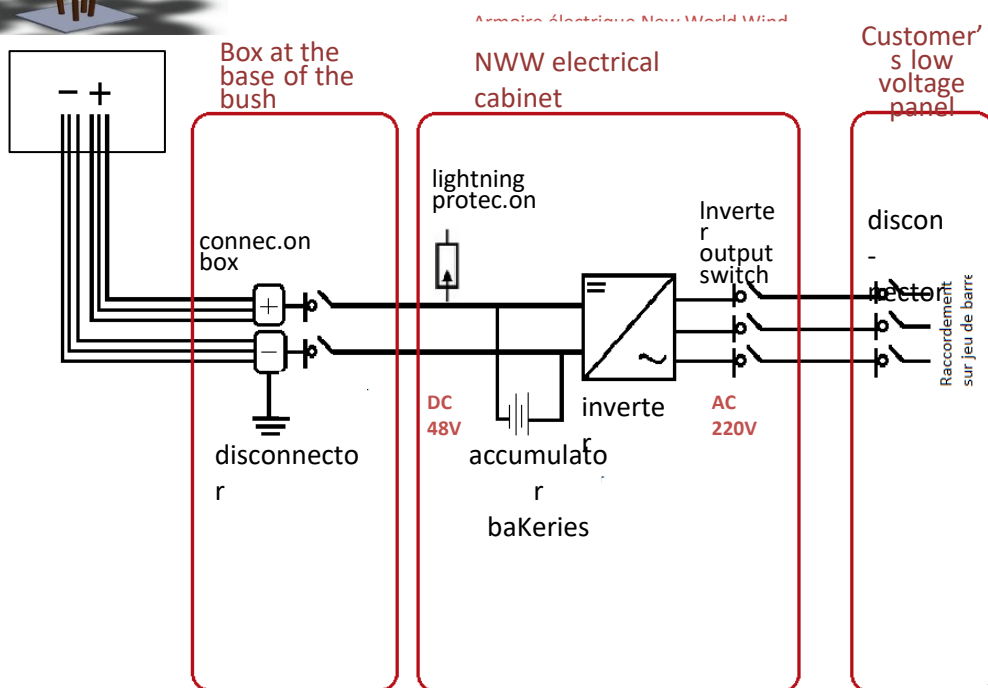 Armoire électrique New World Wind
Box at the
base of the
bush
NWW electrical
cabinet
Customer’
s low
voltage
panel
− +
lightning
protec.on
connec.on
box
Inverte
r
output
switch
discon
-
nector
+
−
DC
48V
inverte
r
AC
220V
disconnecto
r
accumulato
r
baKeries
Raccordement
sur jeu de barre